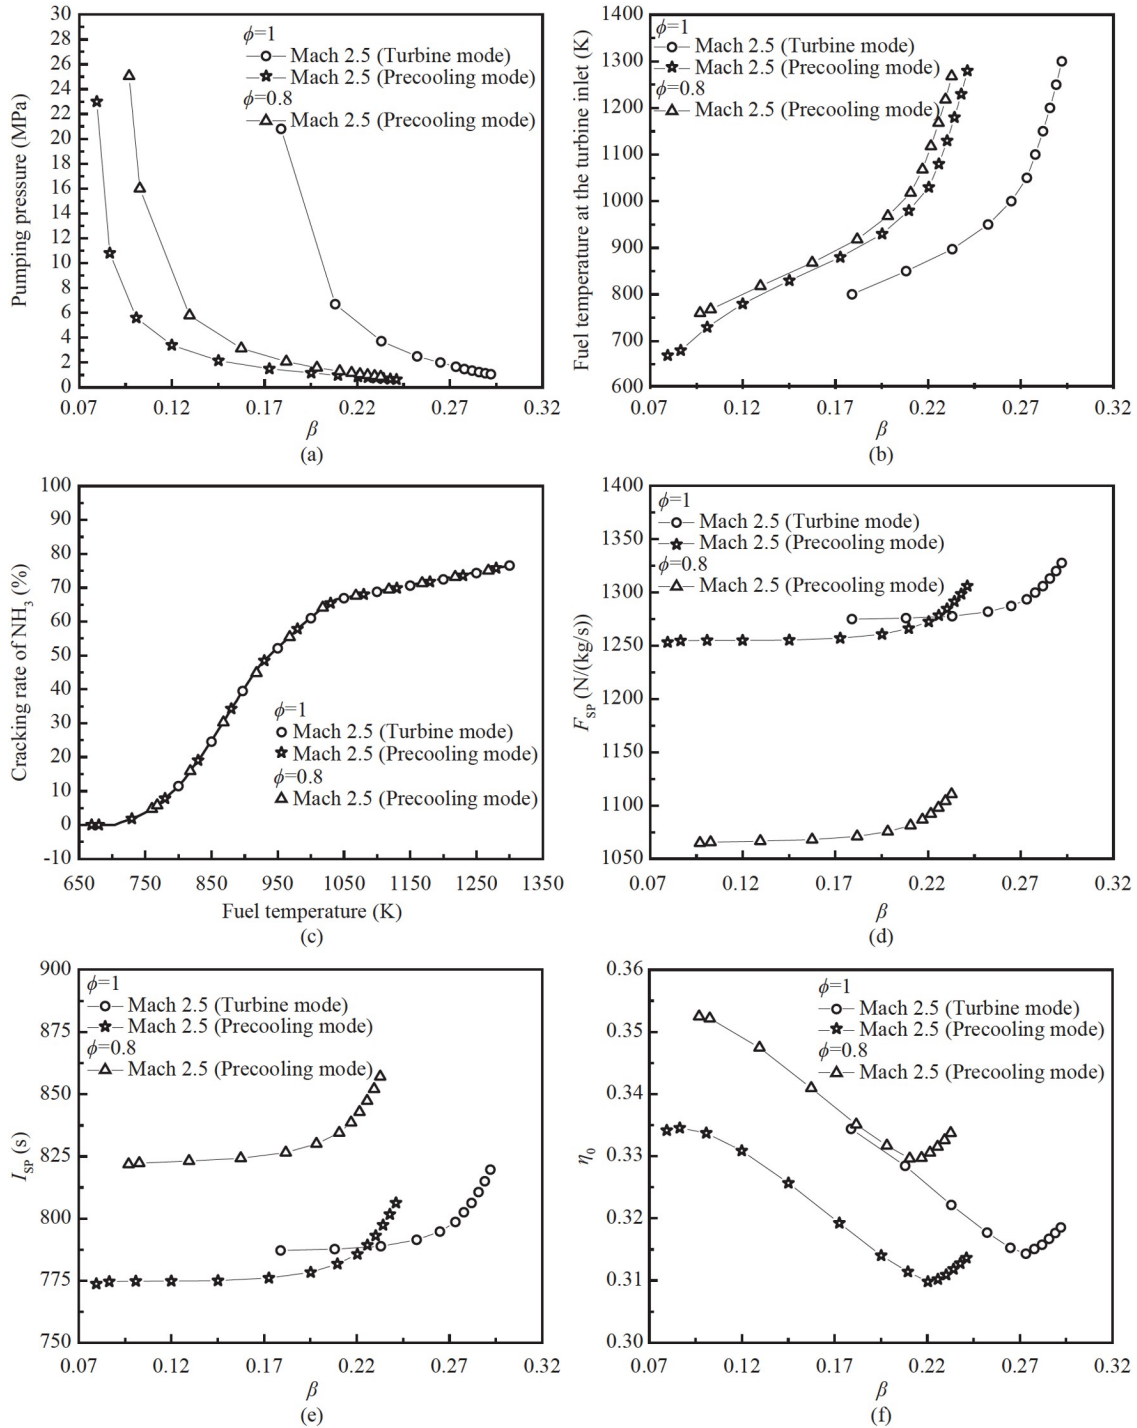 30
28
26
24
22
20
18
16
14
12
10
8
6
4
2
0
Pumping pressure (MPa)
ϕ=1
Mach 2.5 (Turbine mode)
Mach 2.5 (Precooling mode)
ϕ=0.8
Mach 2.5 (Precooling mode)
0.07 0.12 0.17 0.22 0.27 0.32
β
(a)
1400
1300
1200
1100
1000
900
800
700
600
Fuel temperature at the turbine inlet (K)
ϕ=1
Mach 2.5 (Turbine mode)
Mach 2.5 (Precooling mode)
ϕ=0.8
Mach 2.5 (Precooling mode)
0.07 0.12 0.17 0.22 0.27 0.32
β
(b)
100
90
80
70
60
50
40
30
20
10
0
-10
Cracking rate of NH₃ (%)
ϕ=1
Mach 2.5 (Turbine mode)
Mach 2.5 (Precooling mode)
ϕ=0.8
Mach 2.5 (Precooling mode)
650 750 850 950 1050 1150 1250 1350
Fuel temperature (K)
(c)
1400
1350
1300
1250
1200
1150
1100
1050
F_SP (N/(kg/s))
ϕ=1
Mach 2.5 (Turbine mode)
Mach 2.5 (Precooling mode)
ϕ=0.8
Mach 2.5 (Precooling mode)
0.07 0.12 0.17 0.22 0.27 0.32
β
(d)
900
875
850
825
800
775
750
I_SP (s)
ϕ=1
Mach 2.5 (Turbine mode)
Mach 2.5 (Precooling mode)
ϕ=0.8
Mach 2.5 (Precooling mode)
0.07 0.12 0.17 0.22 0.27 0.32
β
(e)
0.36
0.35
0.34
0.33
0.32
0.31
0.30
η₀
ϕ=1
Mach 2.5 (Turbine mode)
Mach 2.5 (Precooling mode)
ϕ=0.8
Mach 2.5 (Precooling mode)
0.07 0.12 0.17 0.22 0.27 0.32
β
(f)